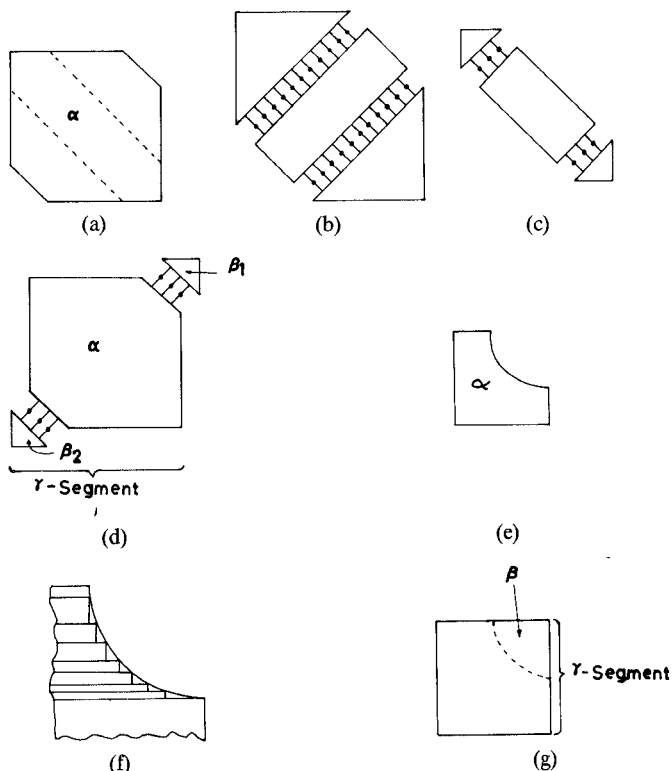 α
(a)
(b)
(c)
β1
α
β2
γ-Segment
(d)
α
(e)
(f)
β
γ-Segment
(g)